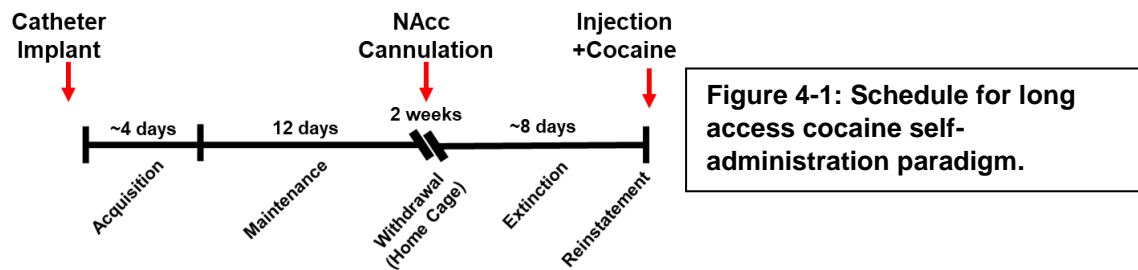 Catheter
Implant
NAcc
Cannulation
Injection
+Cocaine
~4 days
12 days
2 weeks
~8 days
Acquisition
Maintenance
Withdrawal
(Home Cage)
Extinction
Reinstatement
Figure 4-1: Schedule for long
access cocaine self-
administration paradigm.